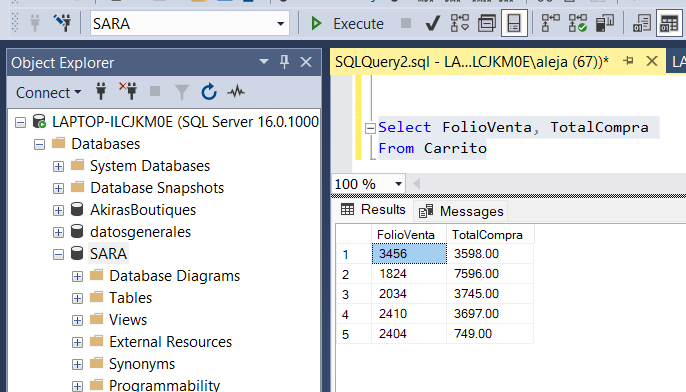 SARA
Execute
Object Explorer
SQLQuery2.sql - LA...LCJKM0E\aleja (67))*
LA
Connect
LAPTOP-ILCJKM0E (SQL Server 16.0.1000
Databases
System Databases
Database Snapshots
AkirasBoutiques
datosgenerales
SARA
Database Diagrams
Tables
Views
External Resources
Synonyms
Programmability
Select FolioVenta, TotalCompra
From Carrito
100 %
Results Messages
FolioVenta TotalCompra
1 3456 3598.00
2 1824 7596.00
3 2034 3745.00
4 2410 3697.00
5 2404 749.00